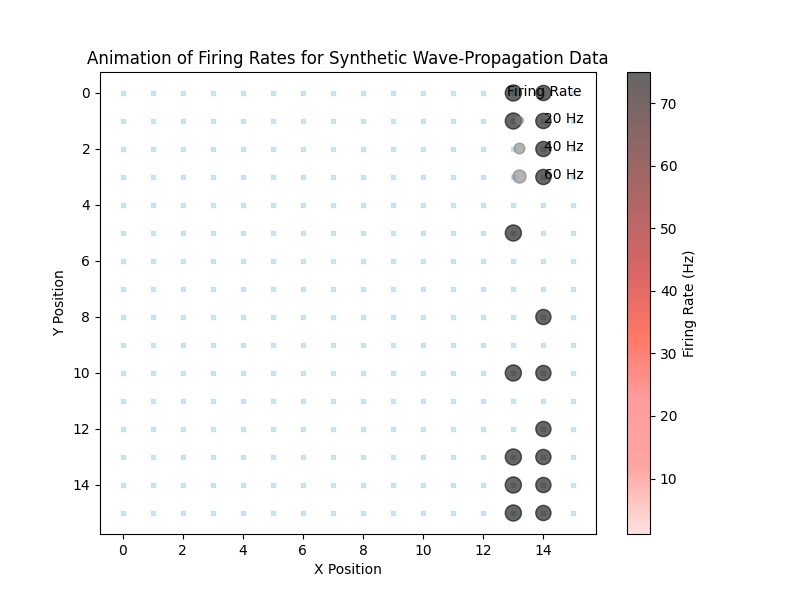 Animation of Firing Rates for Synthetic Wave-Propagation Data
Firing Rate
20 Hz
40 Hz
60 Hz
0
2
4
6
8
10
12
14
Y Position
0 2 4 6 8 10 12 14
X Position
70
60
50
40
30
20
10
Firing Rate (Hz)